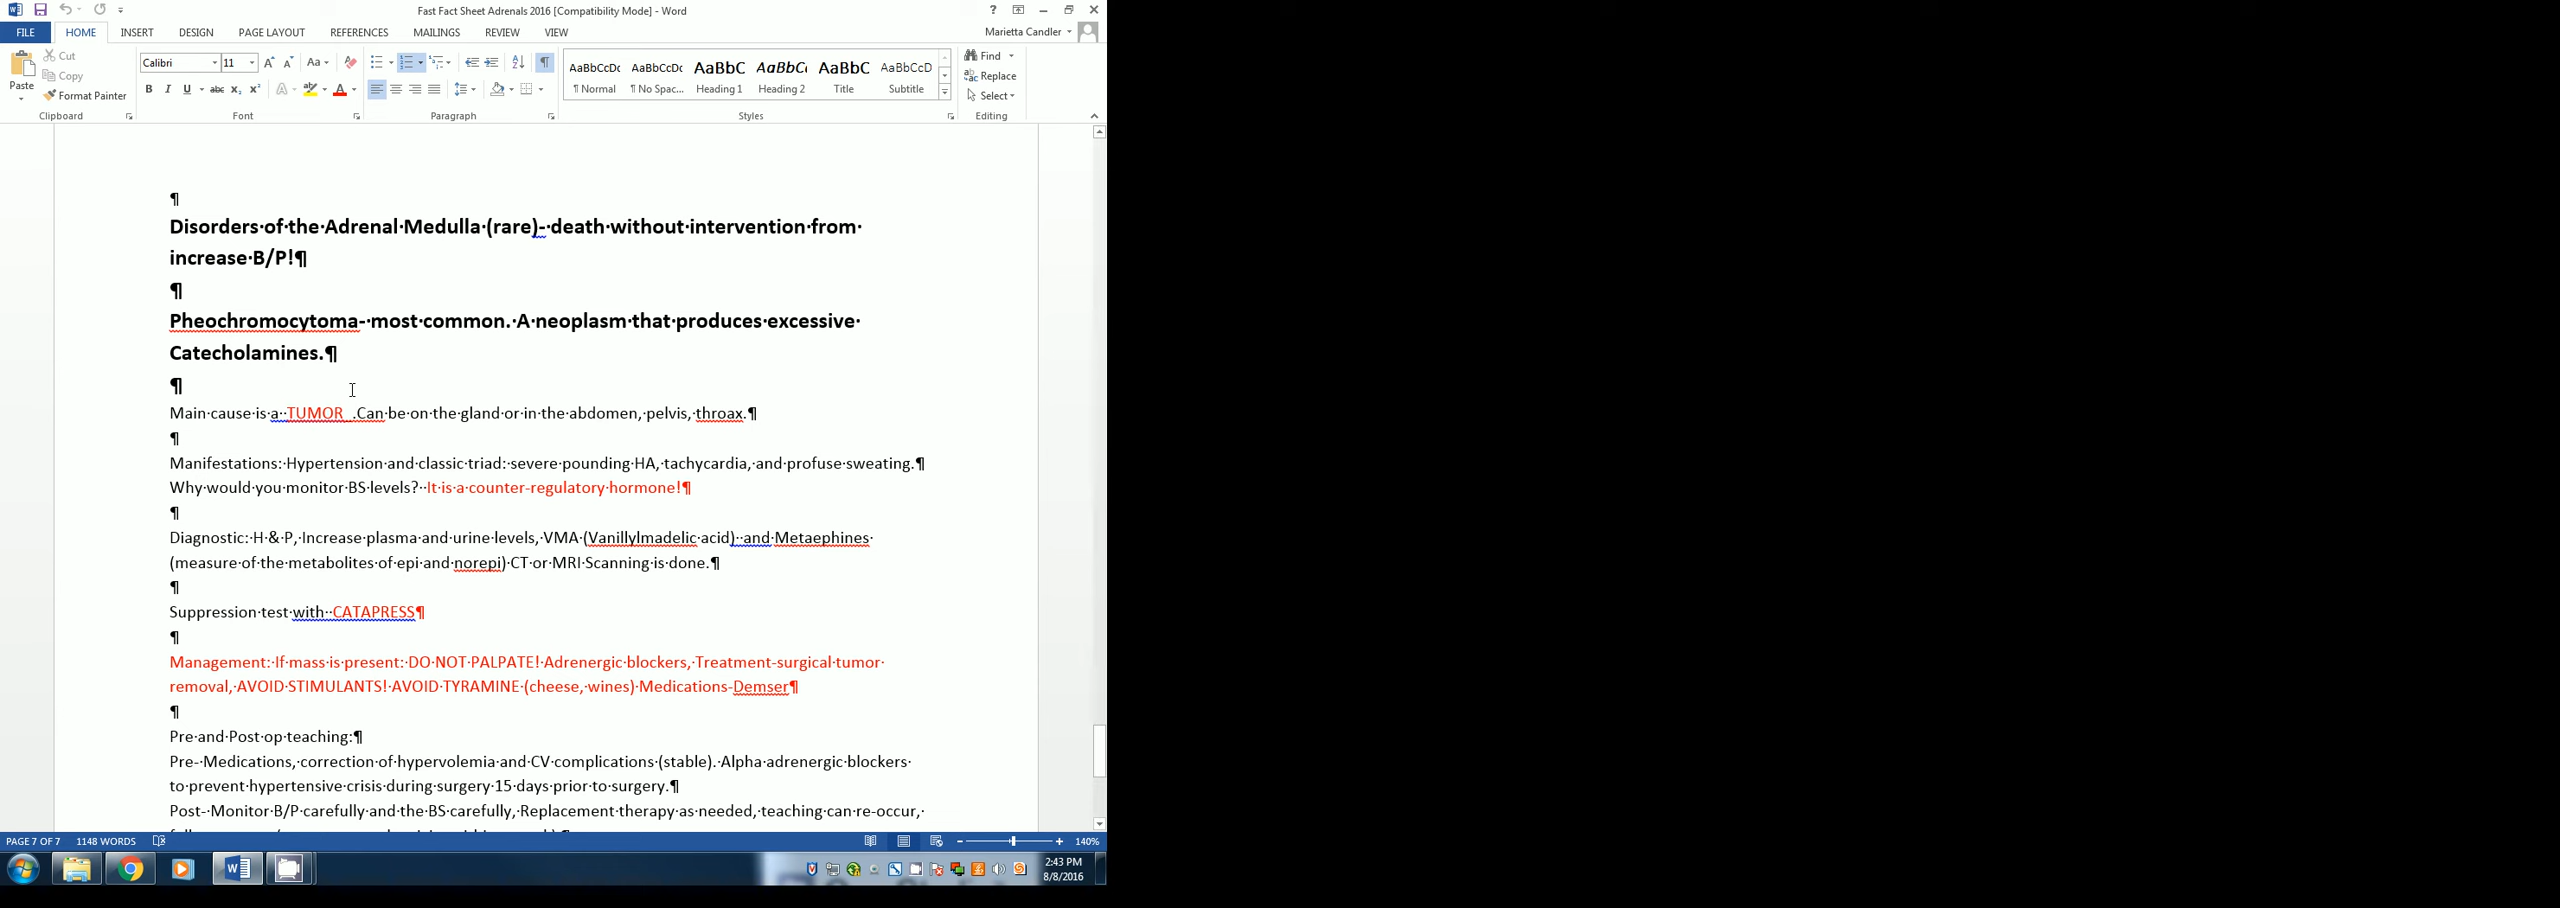 Fast Fact Sheet Adrenals 2016 [Compatibility Mode] - Word
FILE HOME INSERT DESIGN PAGE LAYOUT REFERENCES MAILINGS REVIEW VIEW Marietta Candler
Paste Cut Copy Format Painter
Calibri 11
AaBbCcDc AaBbCcDc AaBbC AaBbCc AaBbC AaBbCcD
¶ Normal ¶ No Spac... Heading 1 Heading 2 Title Subtitle
Find Replace Select
Clipboard Font Paragraph Styles Editing
¶
Disorders·of·the·Adrenal·Medulla·(rare)-·death·without·intervention·from·
increase·B/P!¶
¶
Pheochromocytoma-·most·common.·A·neoplasm·that·produces·excessive·
Catecholamines.¶
¶
Main·cause·is·a··TUMOR_.Can·be·on·the·gland·or·in·the·abdomen,·pelvis,·throax.¶
¶
Manifestations:·Hypertension·and·classic·triad:·severe·pounding·HA,·tachycardia,·and·profuse·sweating.¶
Why·would·you·monitor·BS·levels?··It·is·a·counter-regulatory·hormone!¶
¶
Diagnostic:·H·&·P,·Increase·plasma·and·urine·levels,·VMA·(Vanillylmadelic·acid)··and·Metaephines·
(measure·of·the·metabolites·of·epi·and·norepi)·CT·or·MRI·Scanning·is·done.¶
¶
Suppression·test·with··CATAPRESS¶
¶
Management:·If·mass·is·present:·DO·NOT·PALPATE!·Adrenergic·blockers,·Treatment-surgical·tumor·
removal,·AVOID·STIMULANTS!·AVOID·TYRAMINE·(cheese,·wines)·Medications-Demser¶
¶
Pre·and·Post·op·teaching:¶
Pre-·Medications,·correction·of·hypervolemia·and·CV·complications·(stable).·Alpha·adrenergic·blockers·
to·prevent·hypertensive·crisis·during·surgery·15·days·prior·to·surgery.¶
Post-·Monitor·B/P·carefully·and·the·BS·carefully,·Replacement·therapy·as·needed,·teaching·can·re-occur,·
PAGE 7 OF 7 1148 WORDS 140%
2:43 PM
8/8/2016